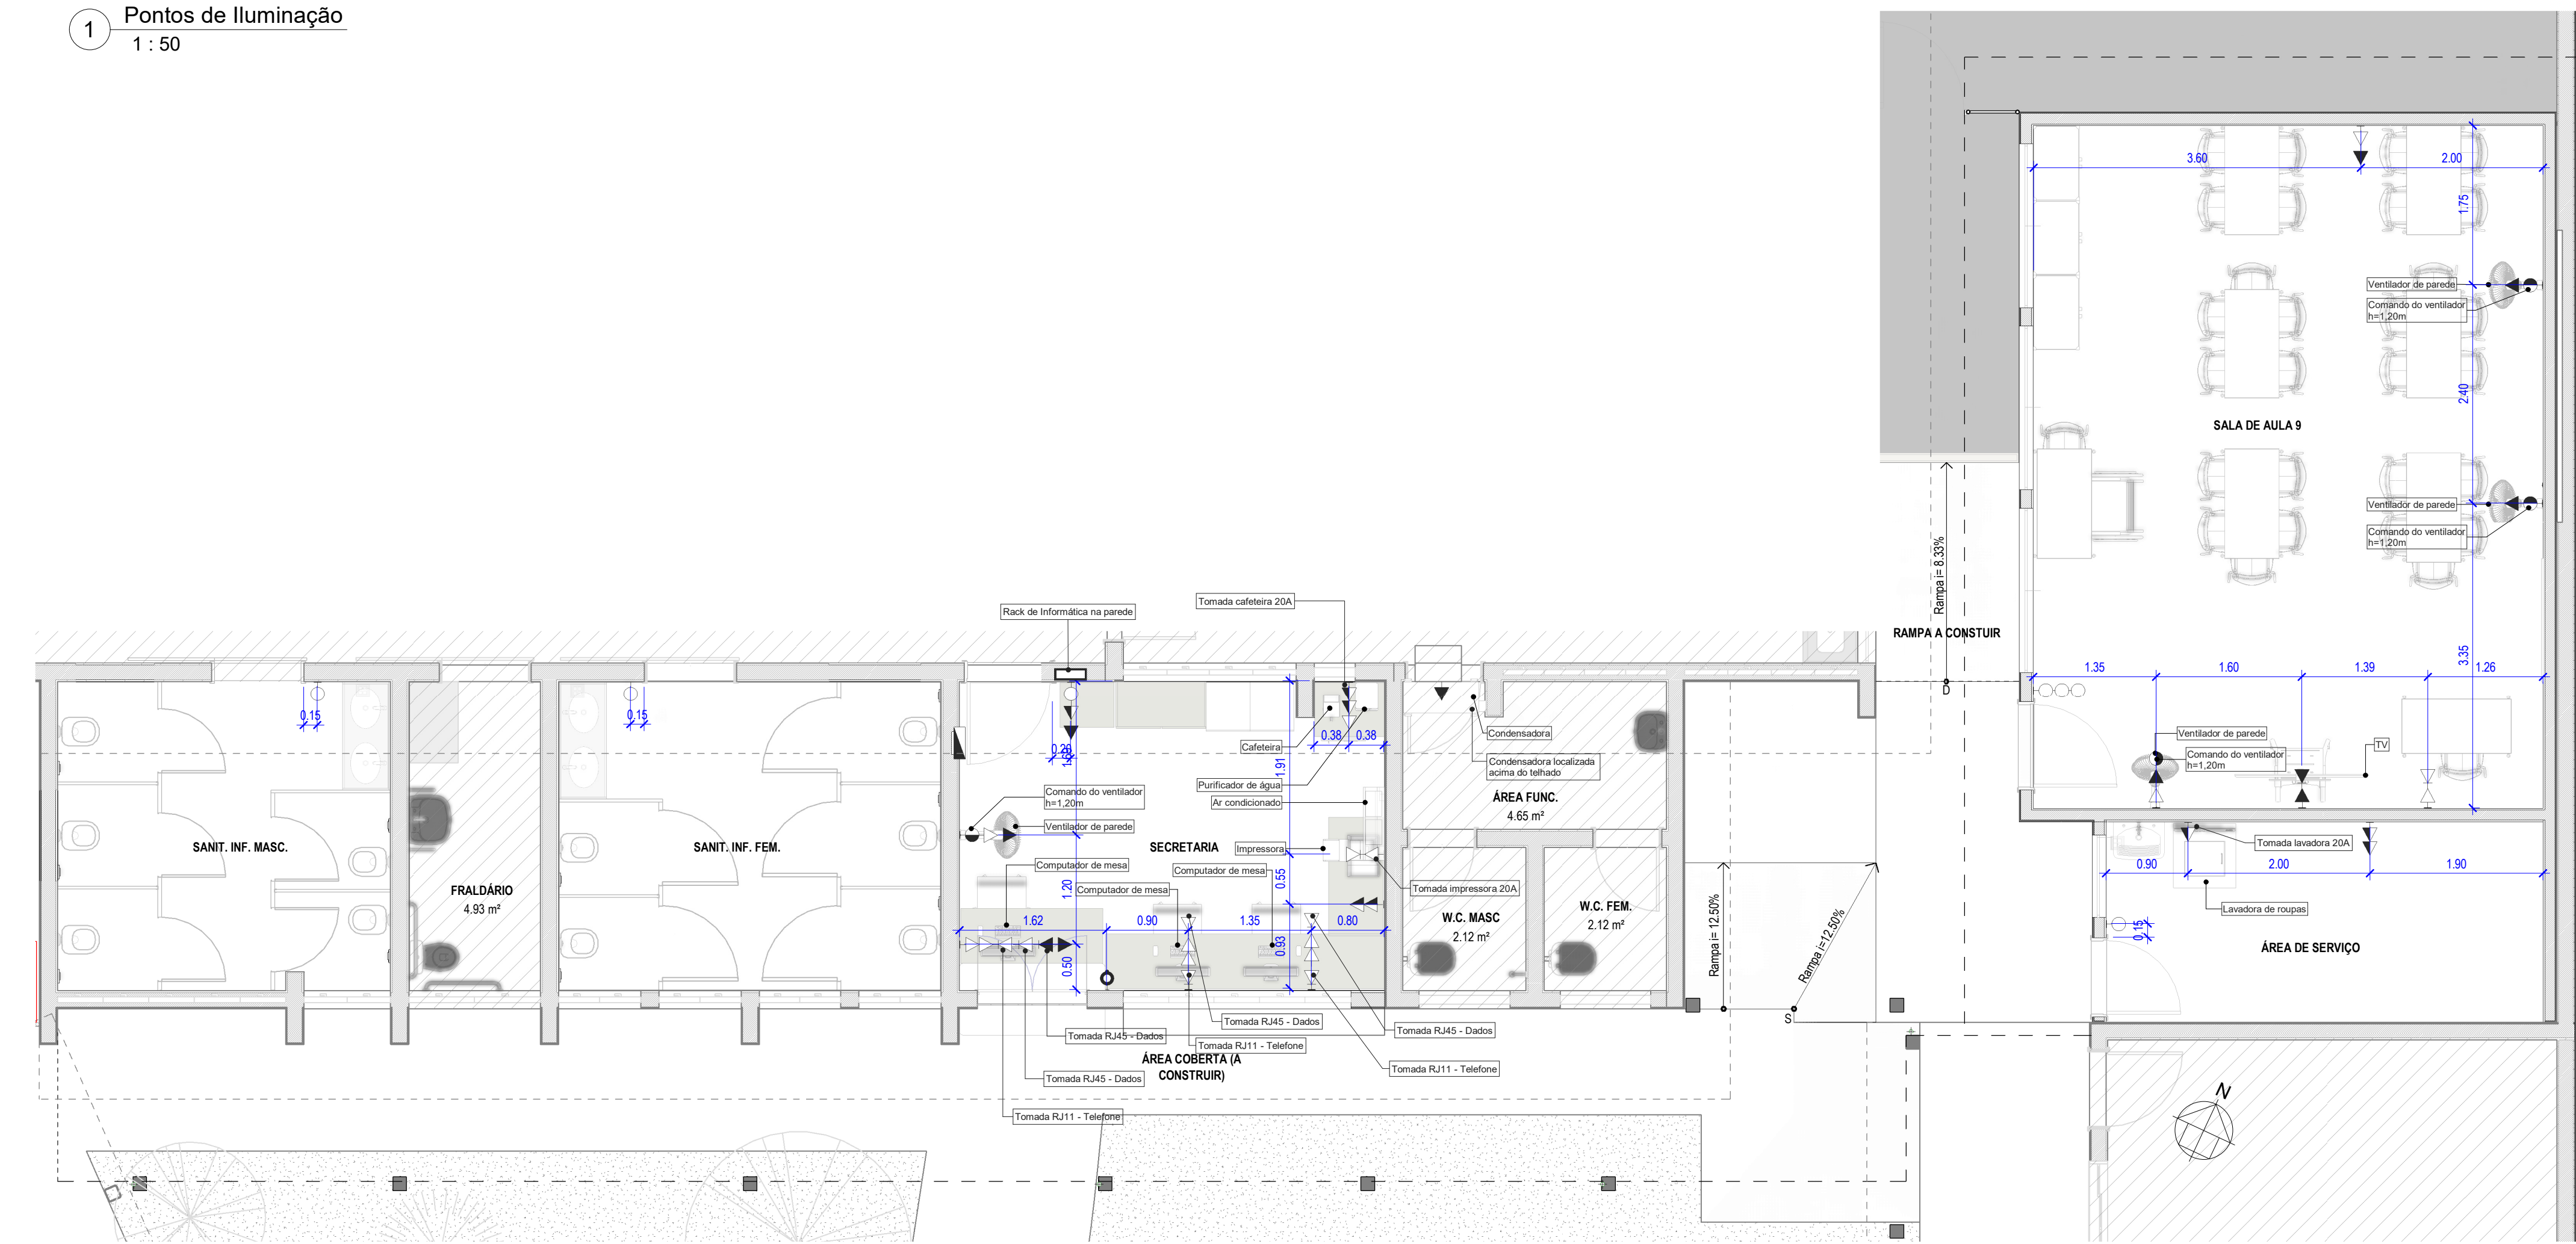 1
Pontos de Iluminação
1 : 50
3.60
2.00
1.75
Ventilador de parede
Comando do ventilador
h=1,20m
2.40
SALA DE AULA 9
Ventilador de parede
Comando do ventilador
h=1,20m
Rampa i= 8.33%
RAMPA A CONSTUIR
D
3.35
1.35
1.60
1.39
1.26
Ventilador de parede
Comando do ventilador
h=1,20m
TV
Tomada lavadora 20A
0.90
2.00
1.90
Lavadora de roupas
0.15
ÁREA DE SERVIÇO
Rack de Informática na parede
Tomada cafeteira 20A
0.15
0.15
0.26
0.38
0.38
Cafeteira
Condensadora
Condensadora localizada
acima do telhado
1.91
Purificador de água
Ar condicionado
Comando do ventilador
h=1,20m
Ventilador de parede
ÁREA FUNC.
4.65 m²
SANIT. INF. MASC.
SANIT. INF. FEM.
SECRETARIA
Impressora
Computador de mesa
Computador de mesa
Computador de mesa
Tomada impressora 20A
FRALDÁRIO
4.93 m²
1.20
0.55
1.62
0.90
1.35
0.80
W.C. MASC
2.12 m²
W.C. FEM.
2.12 m²
0.93
0.50
Rampa i= 12.50%
Rampa i=12.50%
S
Tomada RJ45 - Dados
Tomada RJ45 - Dados
Tomada RJ45 - Dados
Tomada RJ11 - Telefone
ÁREA COBERTA (A
CONSTRUIR)
Tomada RJ11 - Telefone
Tomada RJ45 - Dados
Tomada RJ11 - Telefone
N